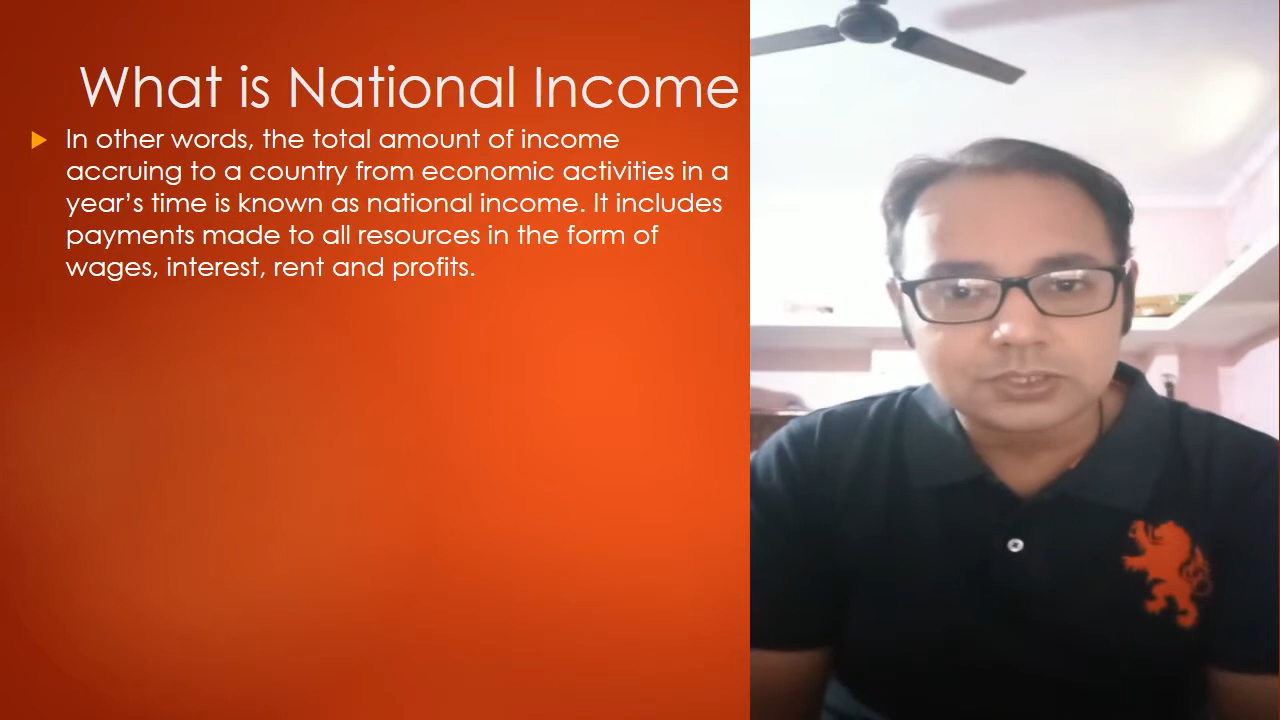 What is National Income
In other words, the total amount of income
accruing to a country from economic activities in a
year's time is known as national income. It includes
payments made to all resources in the form of
wages, interest, rent and profits.